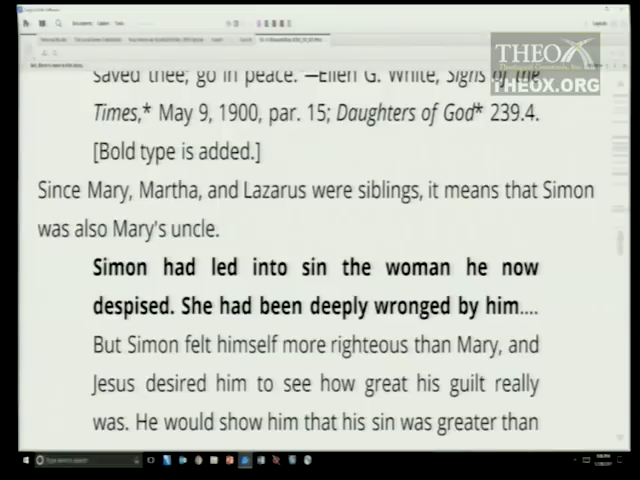 THEOX
THEOX.ORG
saved thee; go in peace. —Ellen G. White, Signs of the
Times,* May 9, 1900, par. 15; Daughters of God* 239.4.
[Bold type is added.]
Since Mary, Martha, and Lazarus were siblings, it means that Simon
was also Mary's uncle.
Simon had led into sin the woman he now
despised. She had been deeply wronged by him....
But Simon felt himself more righteous than Mary, and
Jesus desired him to see how great his guilt really
was. He would show him that his sin was greater than